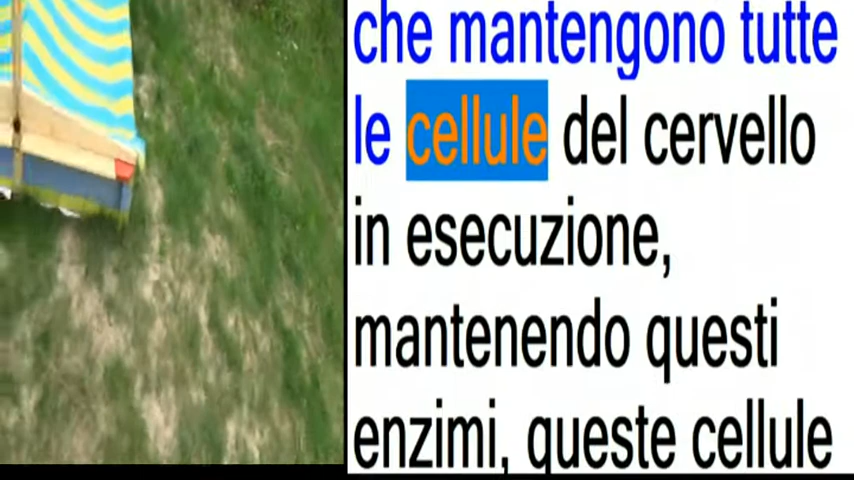 che mantengono tutte
le cellule del cervello
in esecuzione,
mantenendo questi
enzimi, queste cellule